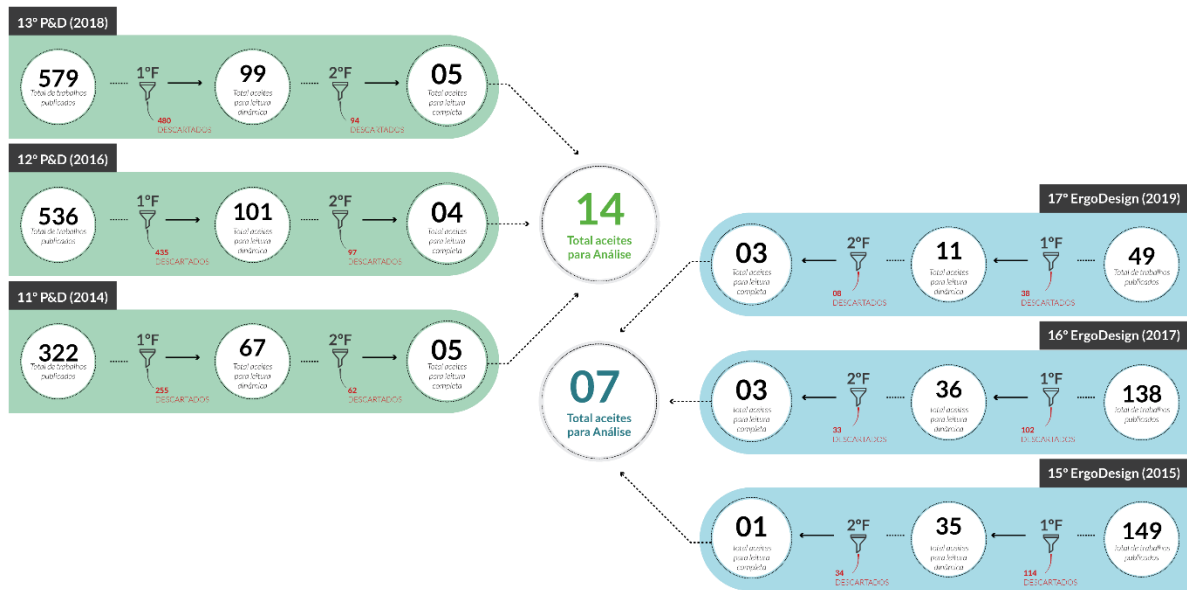 13º P&D (2018)
579
Total de trabalhos
publicados
1ºF
480
DESCARTADOS
99
Total aceites
para leitura
dinâmica
2ºF
94
DESCARTADOS
05
Total aceites
para leitura
completa
12º P&D (2016)
536
Total de trabalhos
publicados
1ºF
435
DESCARTADOS
101
Total aceites
para leitura
dinâmica
2ºF
97
DESCARTADOS
04
Total aceites
para leitura
completa
11º P&D (2014)
322
Total de trabalhos
publicados
1ºF
255
DESCARTADOS
67
Total aceites
para leitura
dinâmica
2ºF
62
DESCARTADOS
05
Total aceites
para leitura
completa
14
Total aceites
para Análise
07
Total aceites
para Análise
17º ErgoDesign (2019)
03
Total aceites
para leitura
completa
2ºF
08
DESCARTADOS
11
Total aceites
para leitura
dinâmica
1ºF
38
DESCARTADOS
49
Total de trabalhos
publicados
16º ErgoDesign (2017)
03
Total aceites
para leitura
completa
2ºF
33
DESCARTADOS
36
Total aceites
para leitura
dinâmica
1ºF
102
DESCARTADOS
138
Total de trabalhos
publicados
15º ErgoDesign (2015)
01
Total aceites
para leitura
completa
2ºF
34
DESCARTADOS
35
Total aceites
para leitura
dinâmica
1ºF
114
DESCARTADOS
149
Total de trabalhos
publicados